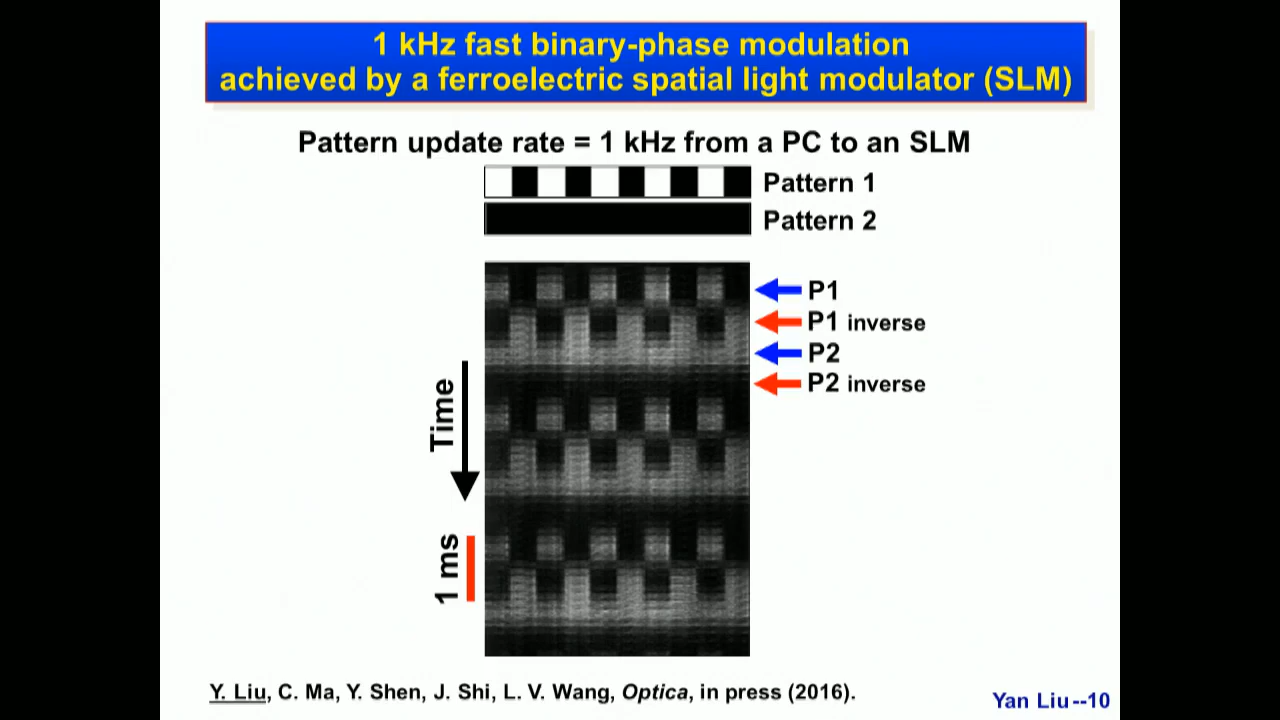 1 kHz fast binary-phase modulation
achieved by a ferroelectric spatial light modulator (SLM)
Pattern update rate = 1 kHz from a PC to an SLM
Pattern 1
Pattern 2
P1
P1 inverse
P2
P2 inverse
Time
1 ms
Y. Liu, C. Ma, Y. Shen, J. Shi, L. V. Wang, Optica, in press (2016).
Yan Liu--10